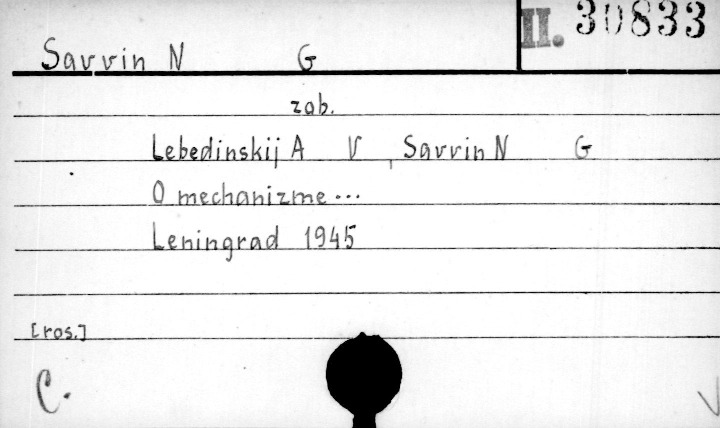 II. 30833
Savvin N G
zob.
Lebedinskij A V , Savvin N G
O mechanizme...
Leningrad 1945
[ros.]
C.